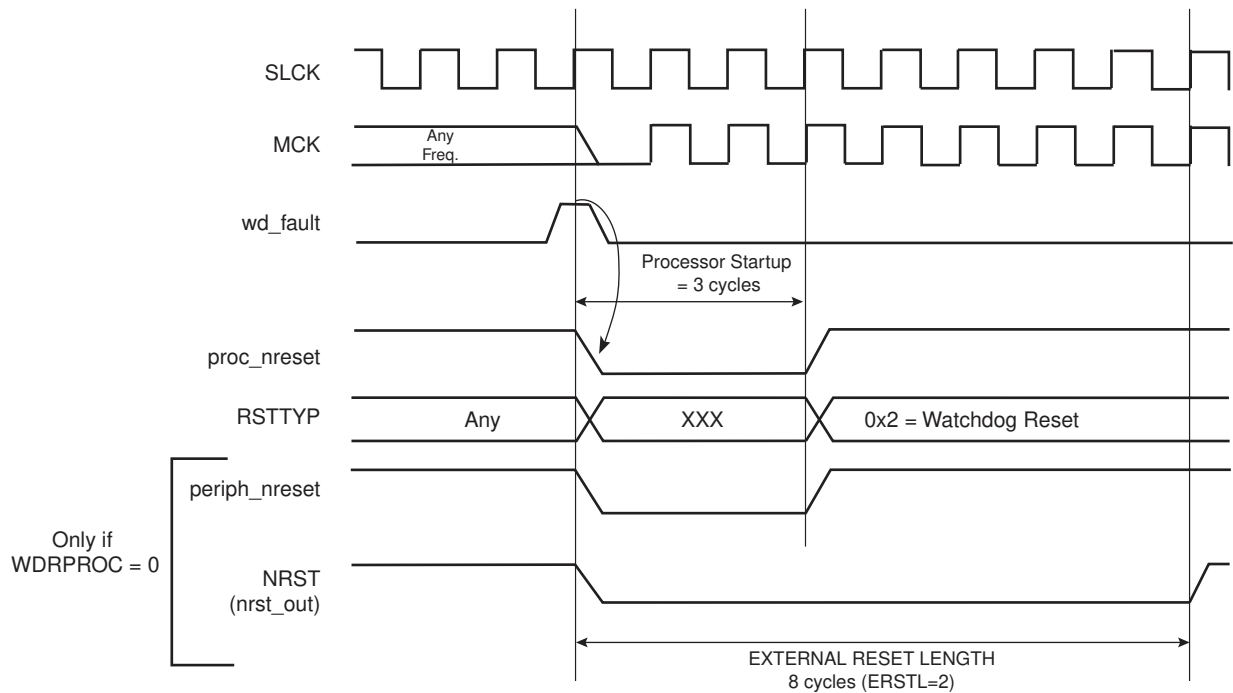 SLCK
MCK
Any
Freq.
wd_fault
Processor Startup
= 3 cycles
proc_nreset
RSTTYP
Any
XXX
0x2 = Watchdog Reset
periph_nreset
Only if
WDRPROC = 0
NRST
(nrst_out)
EXTERNAL RESET LENGTH
8 cycles (ERSTL=2)